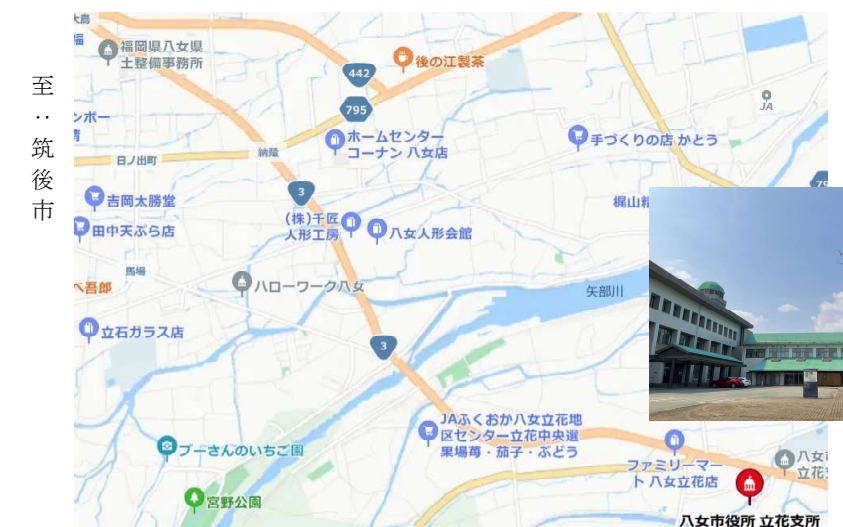 至：筑後市
大島
福
福岡県八女県
土整備事務所
後の江製茶
442
795
ンボー
青
日ノ出町
納楚
ホームセンター
コーナン 八女店
手づくりの店 かとう
JA
吉岡太勝堂
3
梶山
田中天ぷら店
(株)千匠
人形工房
八女人形会館
馬場
吾郎
ハローワーク八女
矢部川
立石ガラス店
3
JAふくおか八女立花地
区センター立花中央選
果場苺・茄子・ぶどう
プーさんのいちご園
ファミリーマー
ト 八女立花店
八女
立花
宮野公園
八女市役所 立花支所